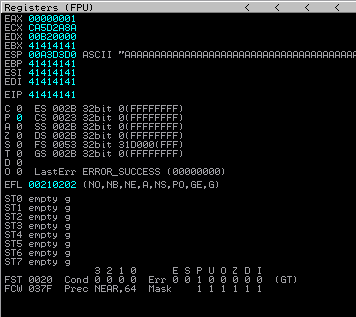 Registers (FPU) < < < <
EAX 00000001
ECX CA5D2A8A
EDX 00B20000
EBX 41414141
ESP 00A3D3D0 ASCII "AAAAAAAAAAAAAAAAAAAAAAAAAAAAAAAAAAAA
EBP 41414141
ESI 41414141
EDI 41414141
EIP 41414141
C 0 ES 002B 32bit 0(FFFFFFFF)
P 0 CS 0023 32bit 0(FFFFFFFF)
A 0 SS 002B 32bit 0(FFFFFFFF)
Z 0 DS 002B 32bit 0(FFFFFFFF)
S 0 FS 0053 32bit 31D000(FFF)
T 0 GS 002B 32bit 0(FFFFFFFF)
D 0
O 0 LastErr ERROR_SUCCESS (00000000)
EFL 00210202 (NO,NB,NE,A,NS,PO,GE,G)
ST0 empty g
ST1 empty g
ST2 empty g
ST3 empty g
ST4 empty g
ST5 empty g
ST6 empty g
ST7 empty g
3 2 1 0 E S P U O Z D I
FST 0020 Cond 0 0 0 0 Err 0 0 1 0 0 0 0 0 (GT)
FCW 037F Prec NEAR,64 Mask 1 1 1 1 1 1